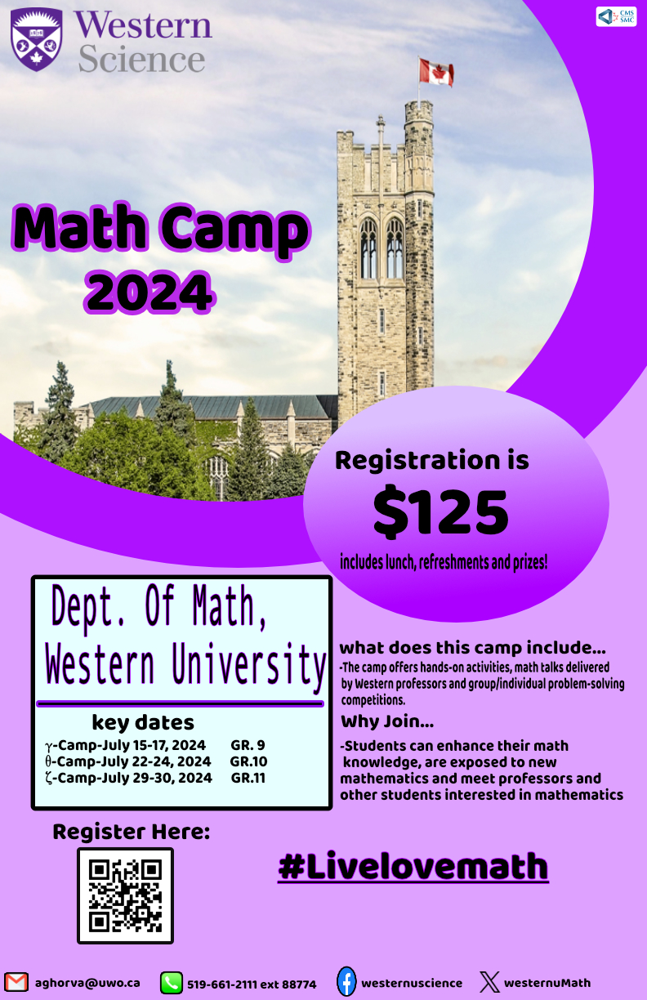 Western
Science
CMS
SMC
Math Camp
2024
Registration is
$125
includes lunch, refreshments and prizes!
Dept. Of Math,
Western University
key dates
γ-Camp-July 15-17, 2024 GR. 9
θ-Camp-July 22-24, 2024 GR.10
ζ-Camp-July 29-30, 2024 GR.11
what does this camp include...
-The camp offers hands-on activities, math talks delivered
by Western professors and group/individual problem-solving
competitions.
Why Join...
-Students can enhance their math
knowledge, are exposed to new
mathematics and meet professors and
other students interested in mathematics
Register Here:
#Livelovemath
aghorva@uwo.ca
519-661-2111 ext 88774
westernuscience
westernuMath